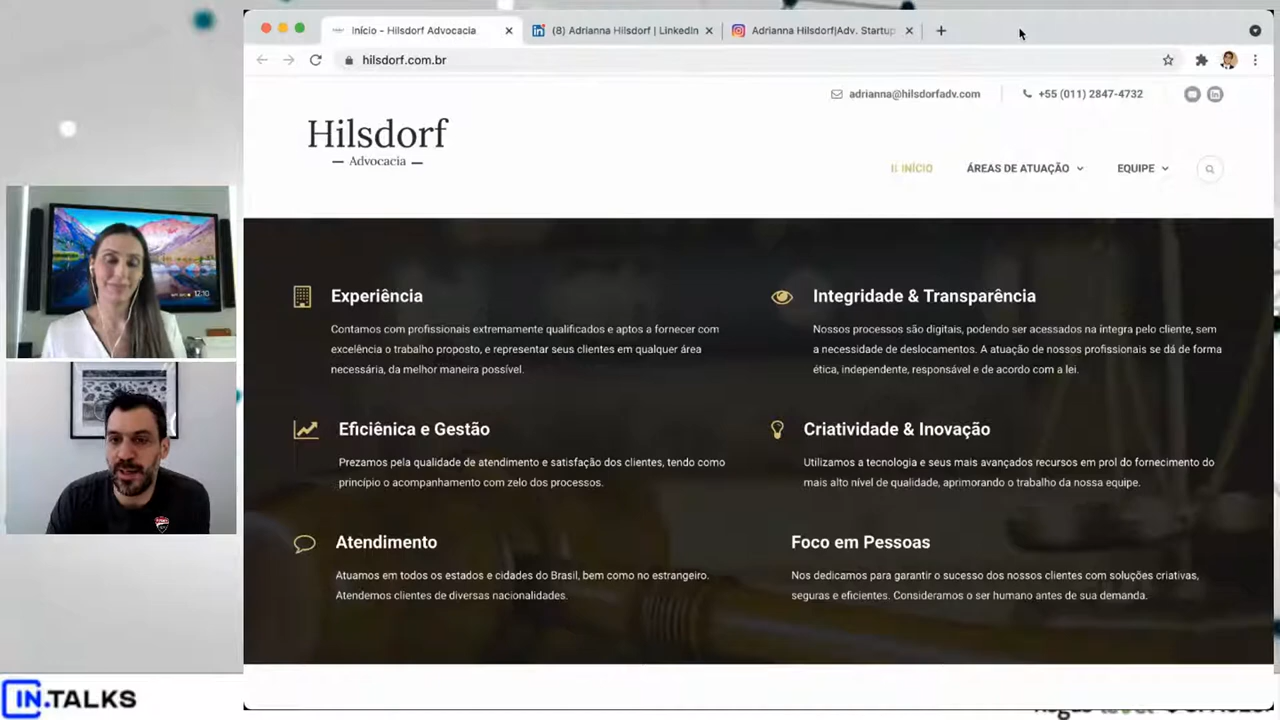 Início - Hilsdorf Advocacia
(8) Adrianna Hilsdorf | LinkedIn
Adrianna Hilsdorf|Adv. Startup
hilsdorf.com.br
adrianna@hilsdorfadv.com
+55 (011) 2847-4732
Hilsdorf
Advocacia
INÍCIO
ÁREAS DE ATUAÇÃO
EQUIPE
Experiência
Contamos com profissionais extremamente qualificados e aptos a fornecer com
excelência o trabalho proposto, e representar seus clientes em qualquer área
necessária, da melhor maneira possível.
Integridade & Transparência
Nossos processos são digitais, podendo ser acessados na íntegra pelo cliente, sem
a necessidade de deslocamentos. A atuação de nossos profissionais se dá de forma
ética, independente, responsável e de acordo com a lei.
Eficiênica e Gestão
Prezamos pela qualidade de atendimento e satisfação dos clientes, tendo como
princípio o acompanhamento com zelo dos processos.
Criatividade & Inovação
Utilizamos a tecnologia e seus mais avançados recursos em prol do fornecimento do
mais alto nível de qualidade, aprimorando o trabalho da nossa equipe.
Atendimento
Atuamos em todos os estados e cidades do Brasil, bem como no estrangeiro.
Atendemos clientes de diversas nacionalidades.
Foco em Pessoas
Nos dedicamos para garantir o sucesso dos nossos clientes com soluções criativas,
seguras e eficientes. Consideramos o ser humano antes de sua demanda.
12:10
IN.TALKS